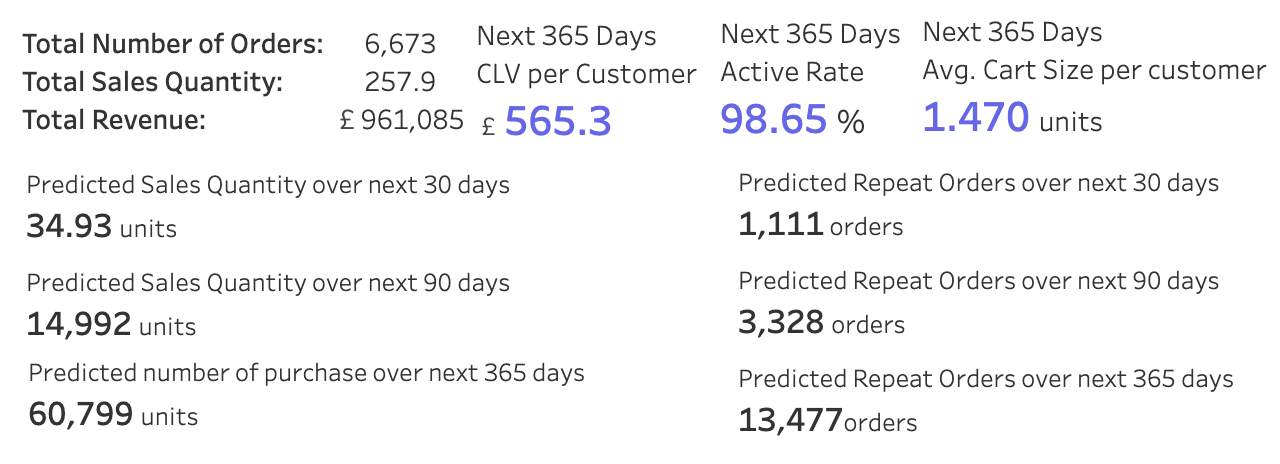 Total Number of Orders: 6,673
Total Sales Quantity: 257.9
Total Revenue: £ 961,085
Next 365 Days
CLV per Customer
£ 565.3
Next 365 Days
Active Rate
98.65 %
Next 365 Days
Avg. Cart Size per customer
1.470 units
Predicted Sales Quantity over next 30 days
34.93 units
Predicted Repeat Orders over next 30 days
1,111 orders
Predicted Sales Quantity over next 90 days
14,992 units
Predicted Repeat Orders over next 90 days
3,328 orders
Predicted number of purchase over next 365 days
60,799 units
Predicted Repeat Orders over next 365 days
13,477orders